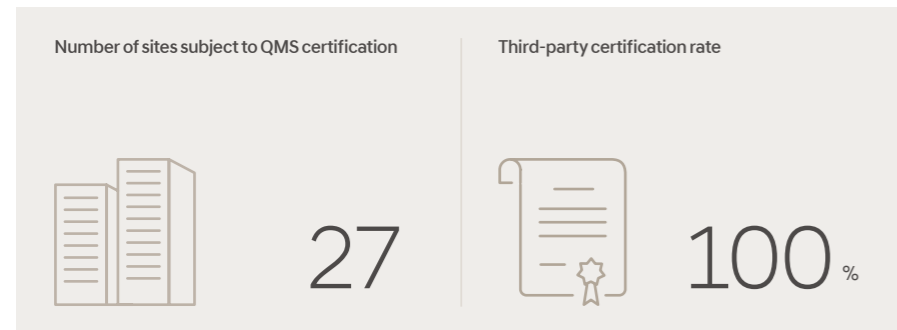 Number of sites subject to QMS certification
27
Third-party certification rate
100 %